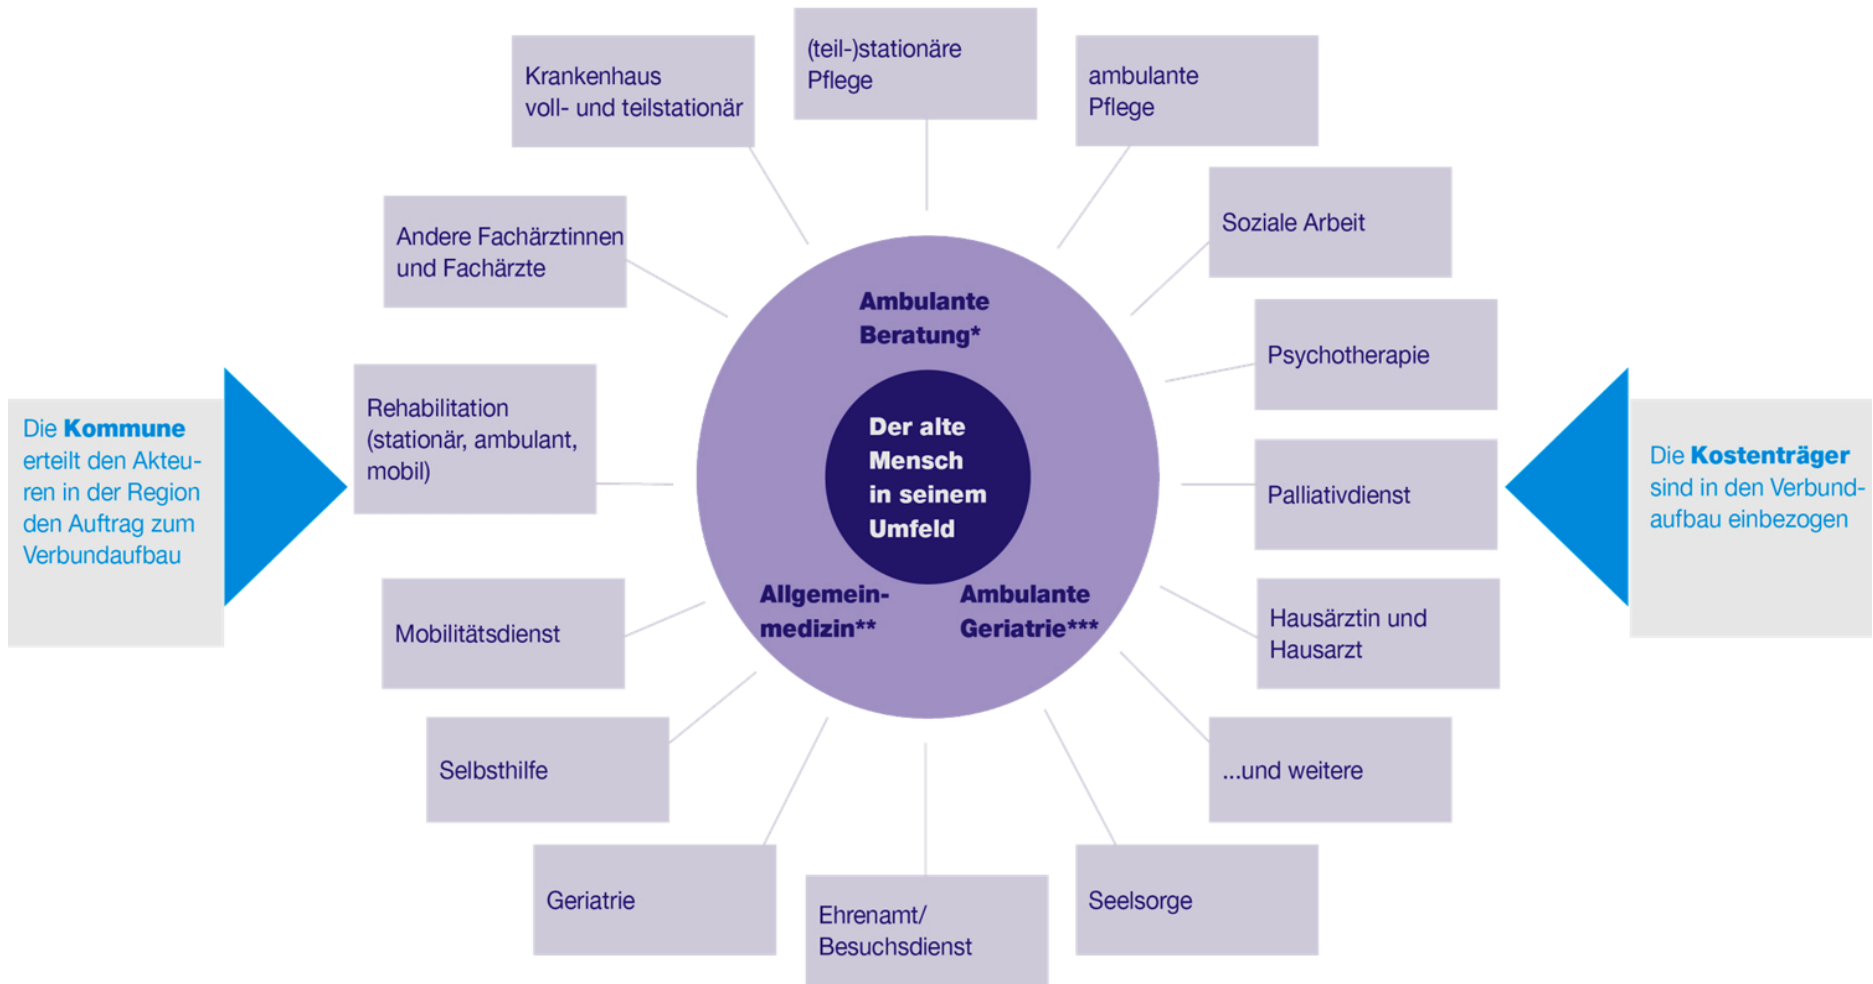 (teil-)stationäre
Pflege
Krankenhaus
voll- und teilstationär
ambulante
Pflege
Andere Fachärztinnen
und Fachärzte
Soziale Arbeit
Ambulante
Beratung*
Psychotherapie
Rehabilitation
(stationär, ambulant,
mobil)
Die Kommune
erteilt den Akteu-
ren in der Region
den Auftrag zum
Verbundaufbau
Der alte
Mensch
in seinem
Umfeld
Palliativdienst
Die Kostenträger
sind in den Verbund-
aufbau einbezogen
Allgemein-
medizin**
Ambulante
Geriatrie***
Mobilitätsdienst
Hausärztin und
Hausarzt
Selbsthilfe
...und weitere
Geriatrie
Ehrenamt/
Besuchsdienst
Seelsorge